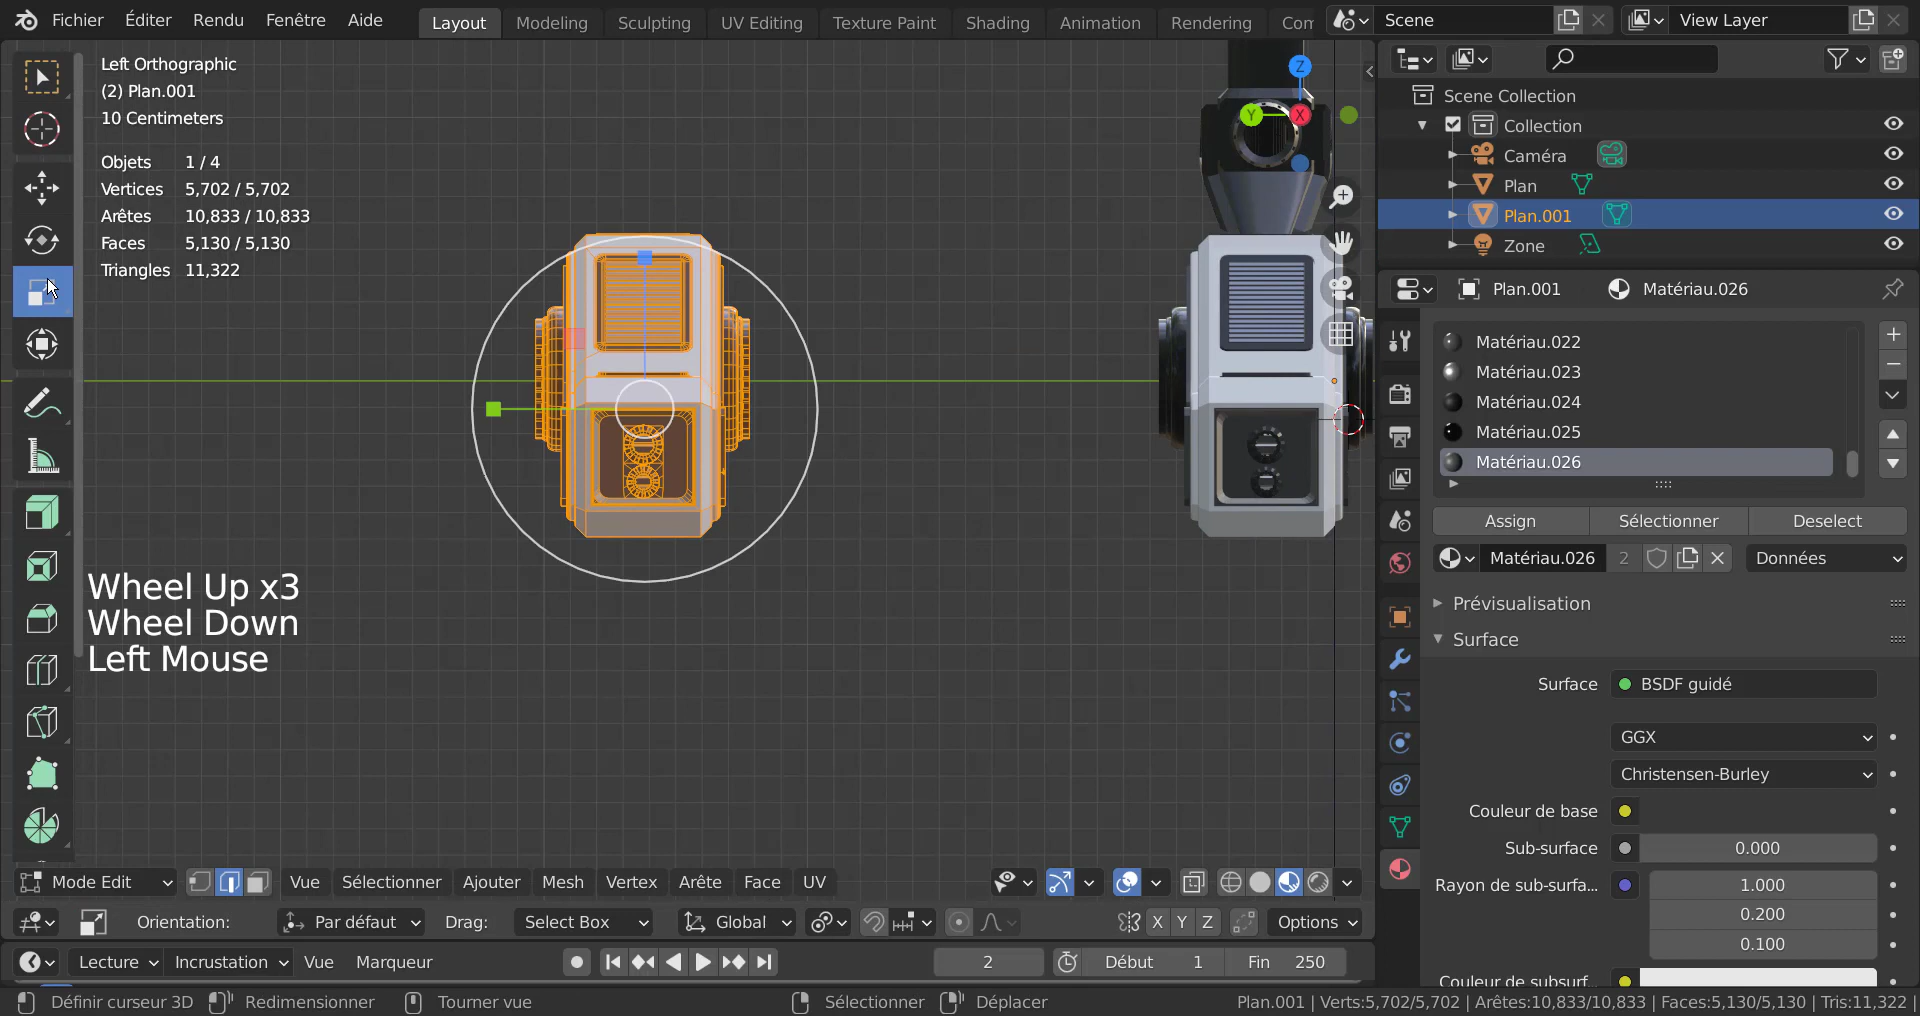 Fichier Éditer Rendu Fenêtre Aide Layout Modeling Sculpting UV Editing Texture Paint Shading Animation Rendering Com Scene View Layer
Left Orthographic
(2) Plan.001
10 Centimeters
Objets 1 / 4
Vertices 5,702 / 5,702
Arêtes 10,833 / 10,833
Faces 5,130 / 5,130
Triangles 11,322
Z
Y
X
Wheel Up x3
Wheel Down
Left Mouse
Scene Collection
Collection
Caméra
Plan
Plan.001
Zone
Plan.001 Matériau.026
Matériau.022
Matériau.023
Matériau.024
Matériau.025
Matériau.026
Assign Sélectionner Deselect
Matériau.026 2 Données
Prévisualisation
Surface
Surface BSDF guidé
GGX
Christensen-Burley
Couleur de base
Sub-surface 0.000
Rayon de sub-surfa... 1.000
0.200
0.100
Couleur de subsurf...
Mode Edit Vue Sélectionner Ajouter Mesh Vertex Arête Face UV
Orientation: Par défaut Drag: Select Box Global X Y Z Options
Lecture Incrustation Vue Marqueur 2 Début 1 Fin 250
Définir curseur 3D Redimensionner Tourner vue Sélectionner Déplacer Plan.001 | Verts:5,702/5,702 | Arêtes:10,833/10,833 | Faces:5,130/5,130 | Tris:11,322 |